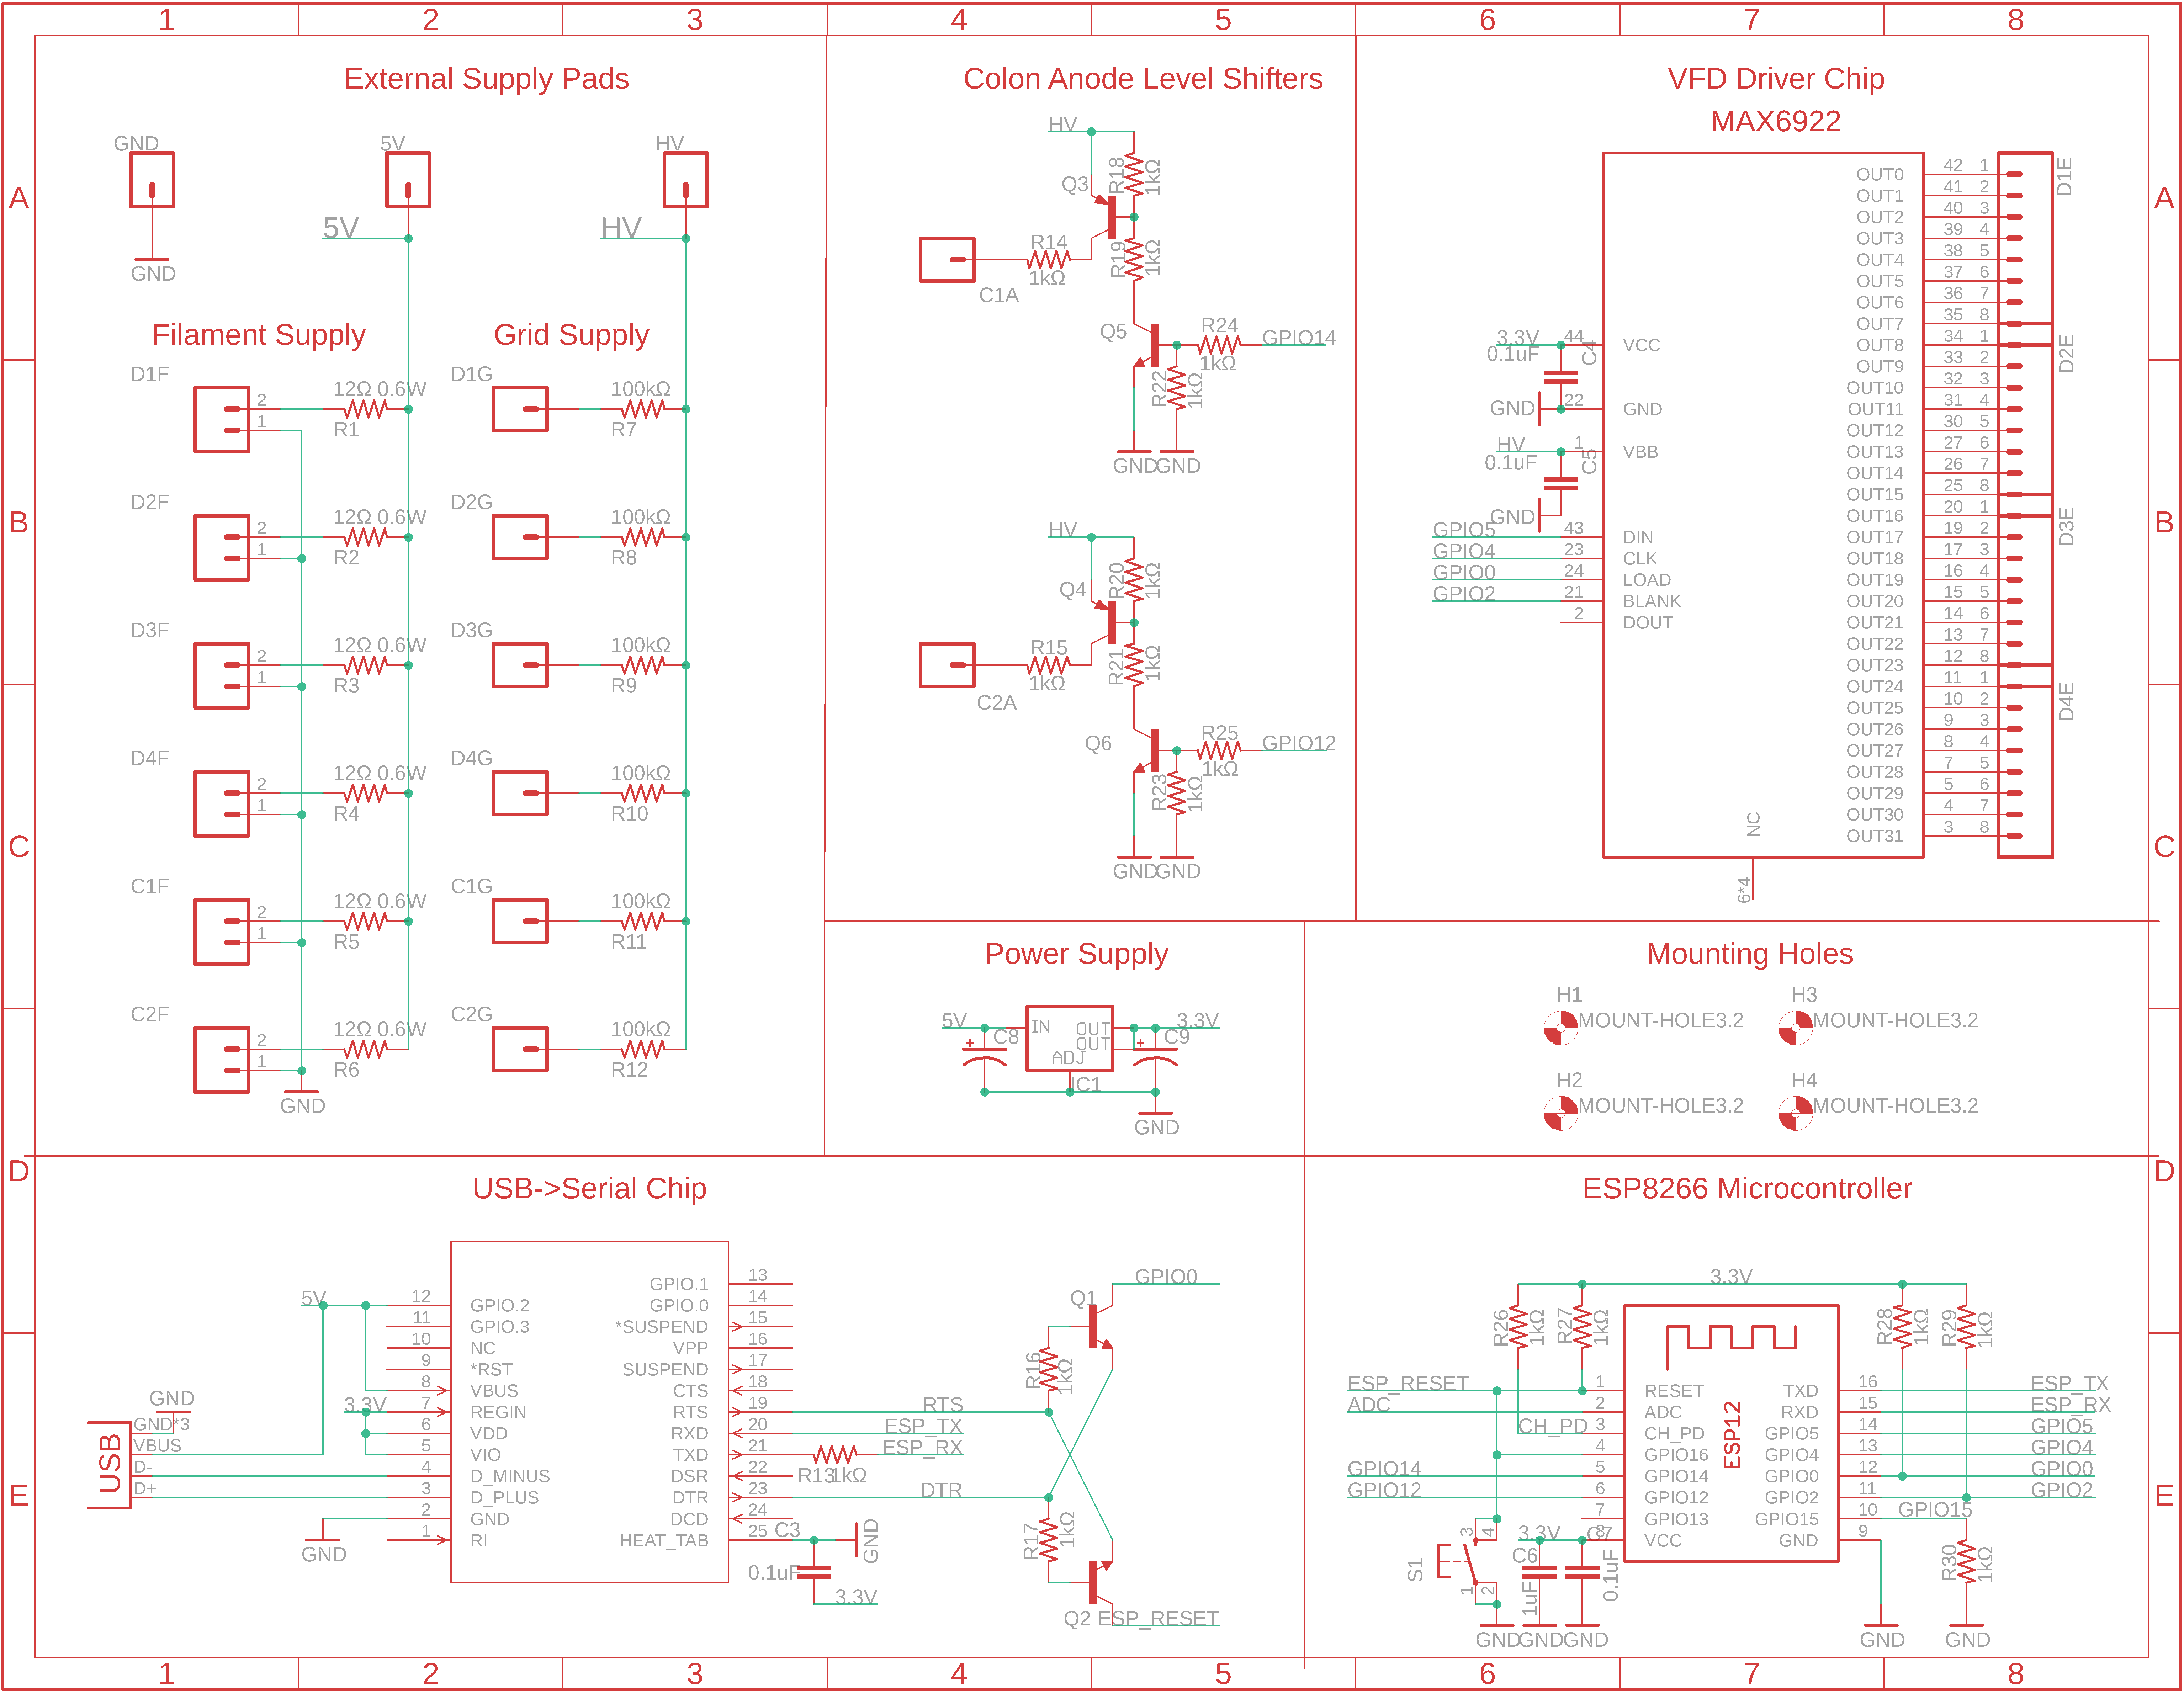 1 2 3 4 5 6 7 8
A
B
C
D
E
A
B
C
D
E
External Supply Pads
GND
5V
HV
5V
HV
GND
Filament Supply
Grid Supply
D1F
2
1
12Ω 0.6W
R1
D1G
100kΩ
R7
D2F
2
1
12Ω 0.6W
R2
D2G
100kΩ
R8
D3F
2
1
12Ω 0.6W
R3
D3G
100kΩ
R9
D4F
2
1
12Ω 0.6W
R4
D4G
100kΩ
R10
C1F
2
1
12Ω 0.6W
R5
C1G
100kΩ
R11
C2F
2
1
12Ω 0.6W
R6
C2G
100kΩ
R12
GND
Colon Anode Level Shifters
HV
Q3
R18
1kΩ
R14
1kΩ
R19
1kΩ
C1A
Q5
R24
1kΩ
GPIO14
R22
1kΩ
GND
GND
HV
Q4
R20
1kΩ
R15
1kΩ
R21
1kΩ
C2A
Q6
R25
1kΩ
GPIO12
R23
1kΩ
GND
GND
VFD Driver Chip
MAX6922
3.3V
0.1uF
C4
44 VCC
GND
22 GND
HV
0.1uF
C5
1 VBB
GND
GPIO5 43 DIN
GPIO4 23 CLK
GPIO0 24 LOAD
GPIO2 21 BLANK
2 DOUT
NC
6*4
OUT0 42 1
OUT1 41 2
OUT2 40 3
OUT3 39 4
OUT4 38 5
OUT5 37 6
OUT6 36 7
OUT7 35 8
OUT8 34 1
OUT9 33 2
OUT10 32 3
OUT11 31 4
OUT12 30 5
OUT13 27 6
OUT14 26 7
OUT15 25 8
OUT16 20 1
OUT17 19 2
OUT18 17 3
OUT19 16 4
OUT20 15 5
OUT21 14 6
OUT22 13 7
OUT23 12 8
OUT24 11 1
OUT25 10 2
OUT26 9 3
OUT27 8 4
OUT28 7 5
OUT29 5 6
OUT30 4 7
OUT31 3 8
D1E
D2E
D3E
D4E
Power Supply
5V
C8
+
IN
OUT
OUT
ADJ
IC1
3.3V
C9
+
GND
Mounting Holes
H1
MOUNT-HOLE3.2
H3
MOUNT-HOLE3.2
H2
MOUNT-HOLE3.2
H4
MOUNT-HOLE3.2
USB->Serial Chip
5V
GND
3.3V
USB
GND*3
VBUS
D-
D+
GND
12 GPIO.2
11 GPIO.3
10 NC
9 *RST
8 VBUS
7 REGIN
6 VDD
5 VIO
4 D_MINUS
3 D_PLUS
2 GND
1 RI
GPIO.1 13
GPIO.0 14
*SUSPEND 15
VPP 16
SUSPEND 17
CTS 18
RTS 19 RTS
RXD 20 ESP_TX
TXD 21 ESP_RX
DSR 22
DTR 23 DTR
DCD 24
HEAT_TAB 25
R13
1kΩ
C3
GND
0.1uF
3.3V
GPIO0
Q1
R16
1kΩ
R17
1kΩ
Q2
ESP_RESET
ESP8266 Microcontroller
3.3V
R26
1kΩ
R27
1kΩ
R28
1kΩ
R29
1kΩ
ESP12
ESP_RESET 1 RESET
ADC 2 ADC
CH_PD 3 CH_PD
4 GPIO16
GPIO14 5 GPIO14
GPIO12 6 GPIO12
7 GPIO13
8 VCC
TXD 16 ESP_TX
RXD 15 ESP_RX
GPIO5 14 GPIO5
GPIO4 13 GPIO4
GPIO0 12 GPIO0
GPIO2 11 GPIO2
GPIO15 10 GPIO15
GND 9
S1
3
4
1
2
3.3V
C6
1uF
C7
0.1uF
R30
1kΩ
GND
GND
GND
GND
GND
1 2 3 4 5 6 7 8